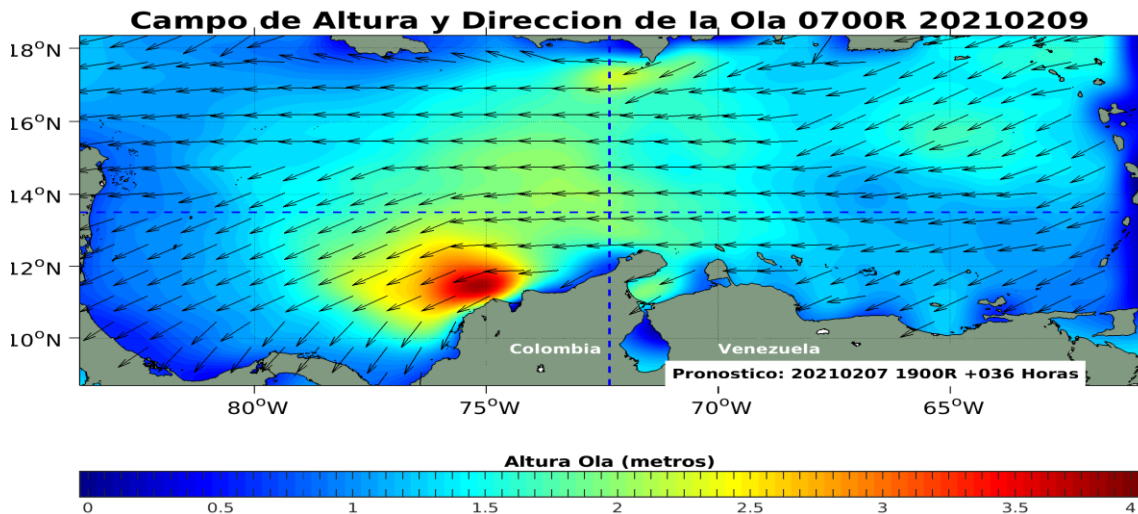 Campo de Altura y Direccion de la Ola 0700R 20210209
18°N
16°N
14°N
12°N
10°N
Colombia
Venezuela
Pronostico: 20210207 1900R +036 Horas
80°W 75°W 70°W 65°W
Altura Ola (metros)
0 0.5 1 1.5 2 2.5 3 3.5 4